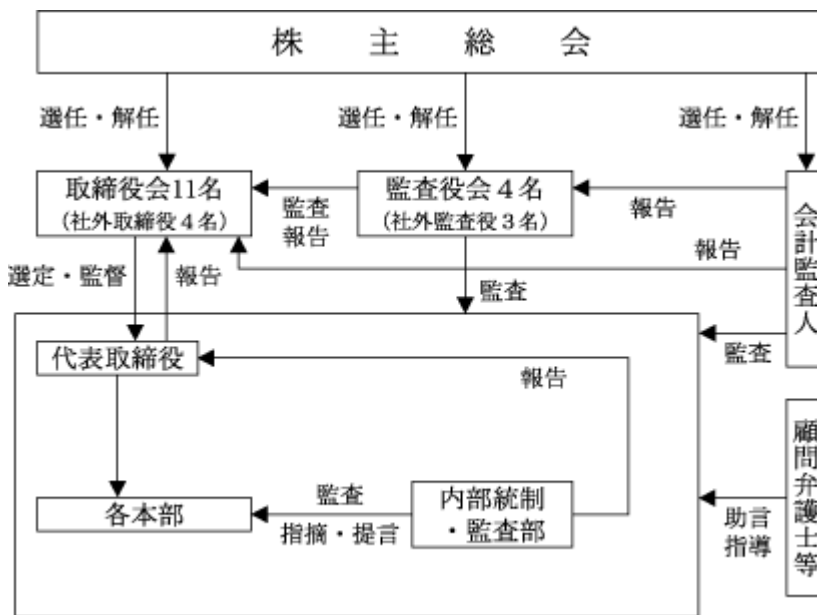 株主総会
選任・解任
選任・解任
選任・解任
取締役会11名
(社外取締役４名)
監査
報告
監査役会４名
(社外監査役３名)
報告
会計監査人
報告
選定・監督
報告
監査
代表取締役
監査
報告
各本部
監査
指摘・提言
内部統制
・監査部
助言
指導
顧問弁護士等